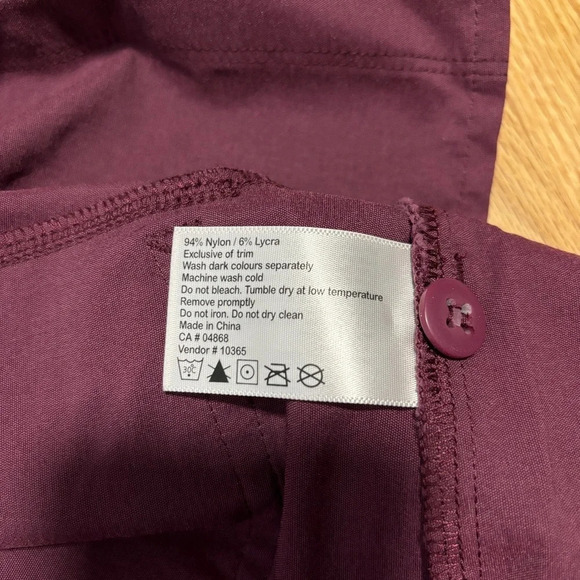 94% Nylon / 6% Lycra
Exclusive of trim
Wash dark colours separately
Machine wash cold
Do not bleach. Tumble dry at low temperature
Remove promptly
Do not iron. Do not dry clean
Made in China
CA # 04868
Vendor # 10365
30C